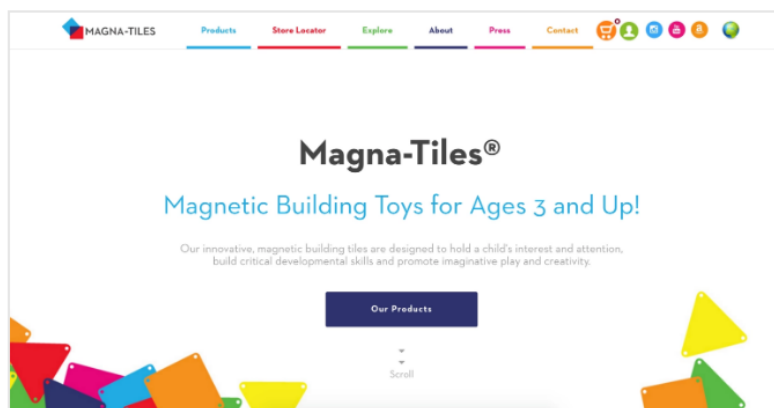 MAGNA-TILES
Products Store Locator Explore About Press Contact
0
Magna-Tiles®
Magnetic Building Toys for Ages 3 and Up!
Our innovative, magnetic building tiles are designed to hold a child's interest and attention,
build critical developmental skills and promote imaginative play and creativity.
Our Products
Scroll